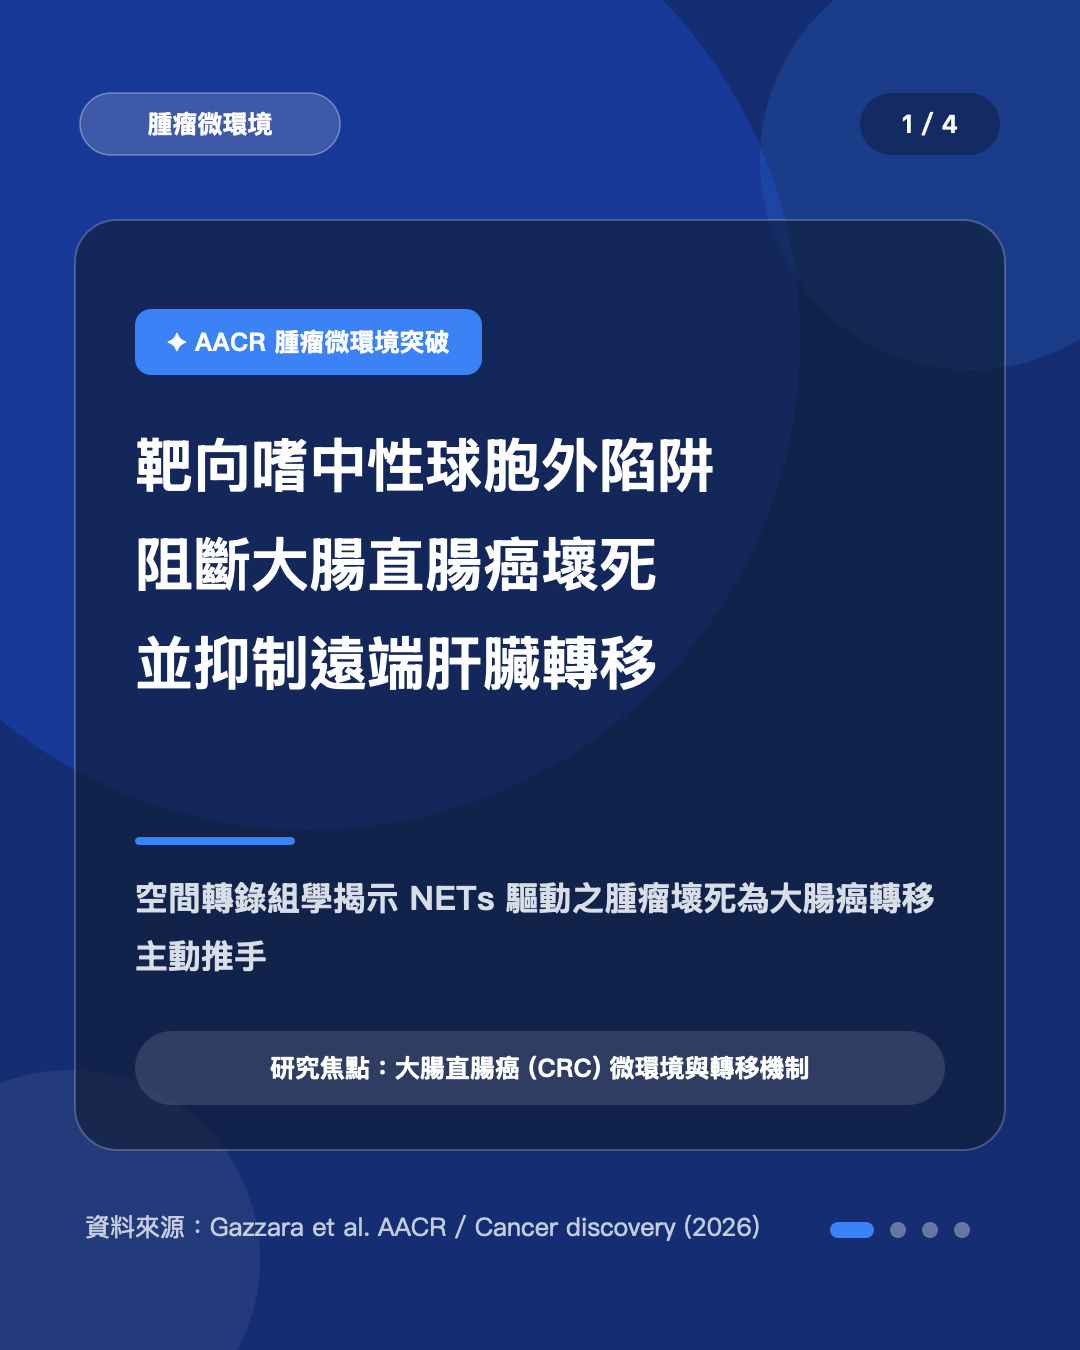 腫瘤微環境
1 / 4
✦ AACR 腫瘤微環境突破
靶向嗜中性球胞外陷阱
阻斷大腸直腸癌壞死
並抑制遠端肝臟轉移
空間轉錄組學揭示 NETs 驅動之腫瘤壞死為大腸癌轉移
主動推手
研究焦點：大腸直腸癌 (CRC) 微環境與轉移機制
資料來源：Gazzara et al. AACR / Cancer discovery (2026)